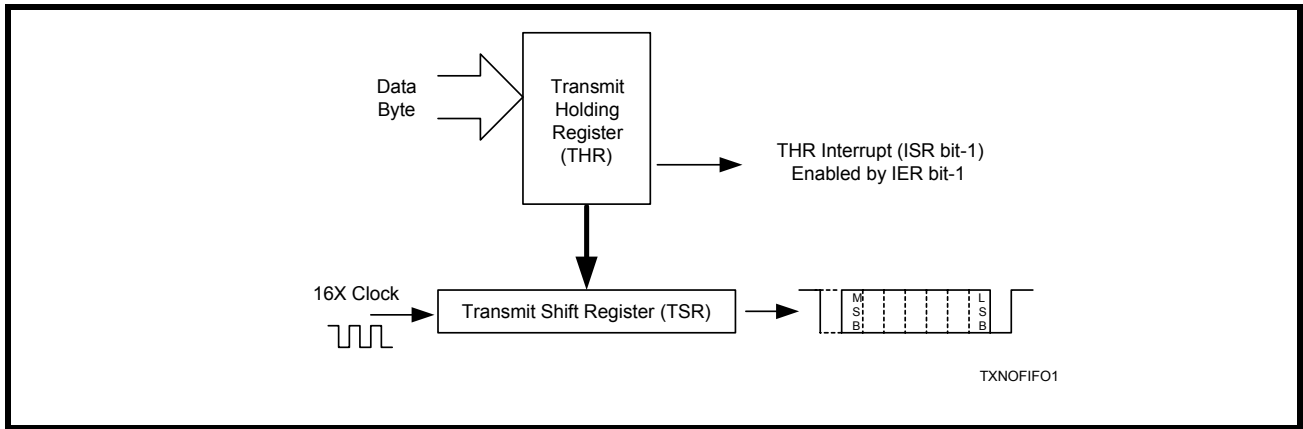 Data
Byte
Transmit
Holding
Register
(THR)
THR Interrupt (ISR bit-1)
Enabled by IER bit-1
16X Clock
Transmit Shift Register (TSR)
M
S
B
L
S
B
TXNOFIFO1